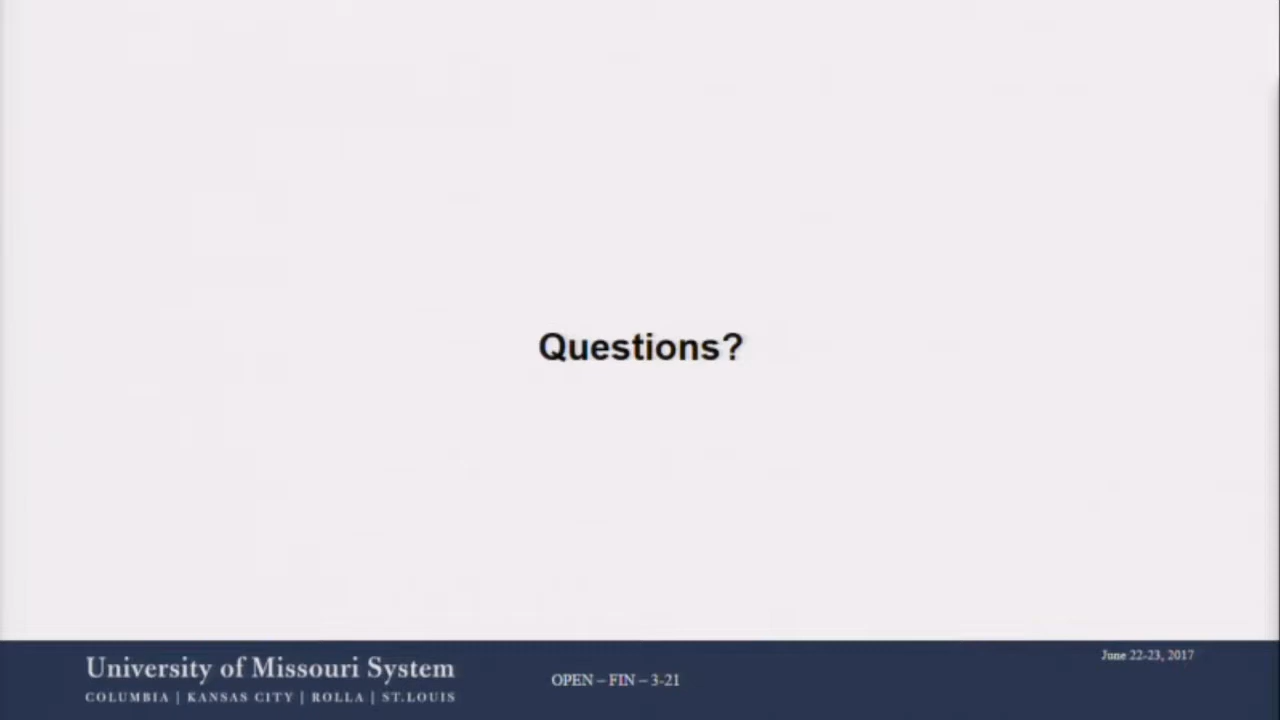 Questions?
University of Missouri System
COLUMBIA | KANSAS CITY | ROLLA | ST.LOUIS
OPEN – FIN – 3-21
June 22-23, 2017